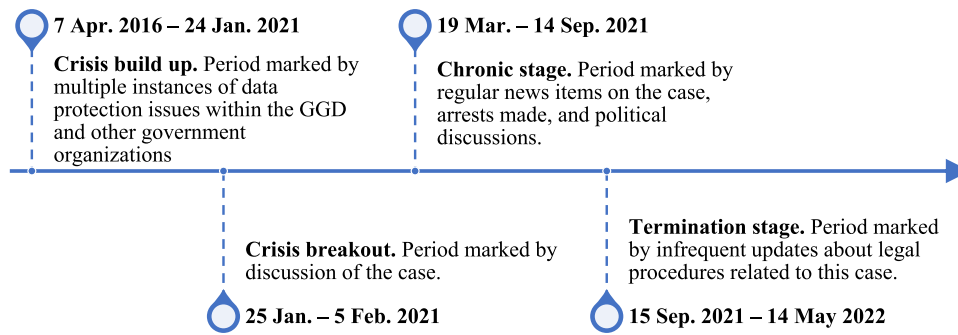 7 Apr. 2016 – 24 Jan. 2021
Crisis build up. Period marked by
multiple instances of data
protection issues within the GGD
and other government
organizations
19 Mar. – 14 Sep. 2021
Chronic stage. Period marked by
regular news items on the case,
arrests made, and political
discussions.
Crisis breakout. Period marked by
discussion of the case.
25 Jan. – 5 Feb. 2021
Termination stage. Period marked
by infrequent updates about legal
procedures related to this case.
15 Sep. 2021 – 14 May 2022